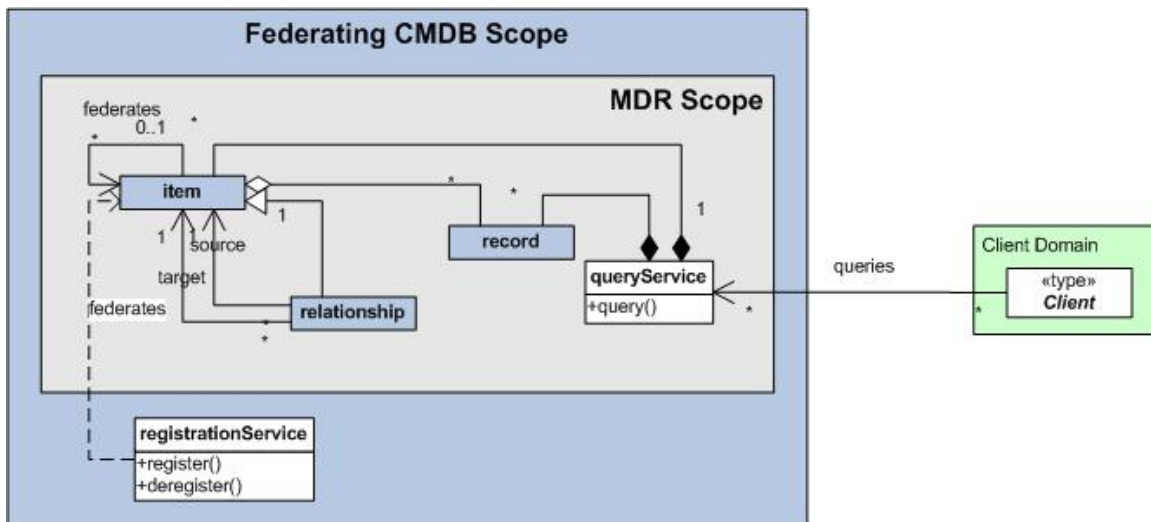 Federating CMDB Scope
MDR Scope
federates
0..1
*
*
item
*
*
1
1
record
1
1
source
target
federates
relationship
*
*
queryService
+query()
*
queries
Client Domain
«type»
Client
*
registrationService
+register()
+deregister()